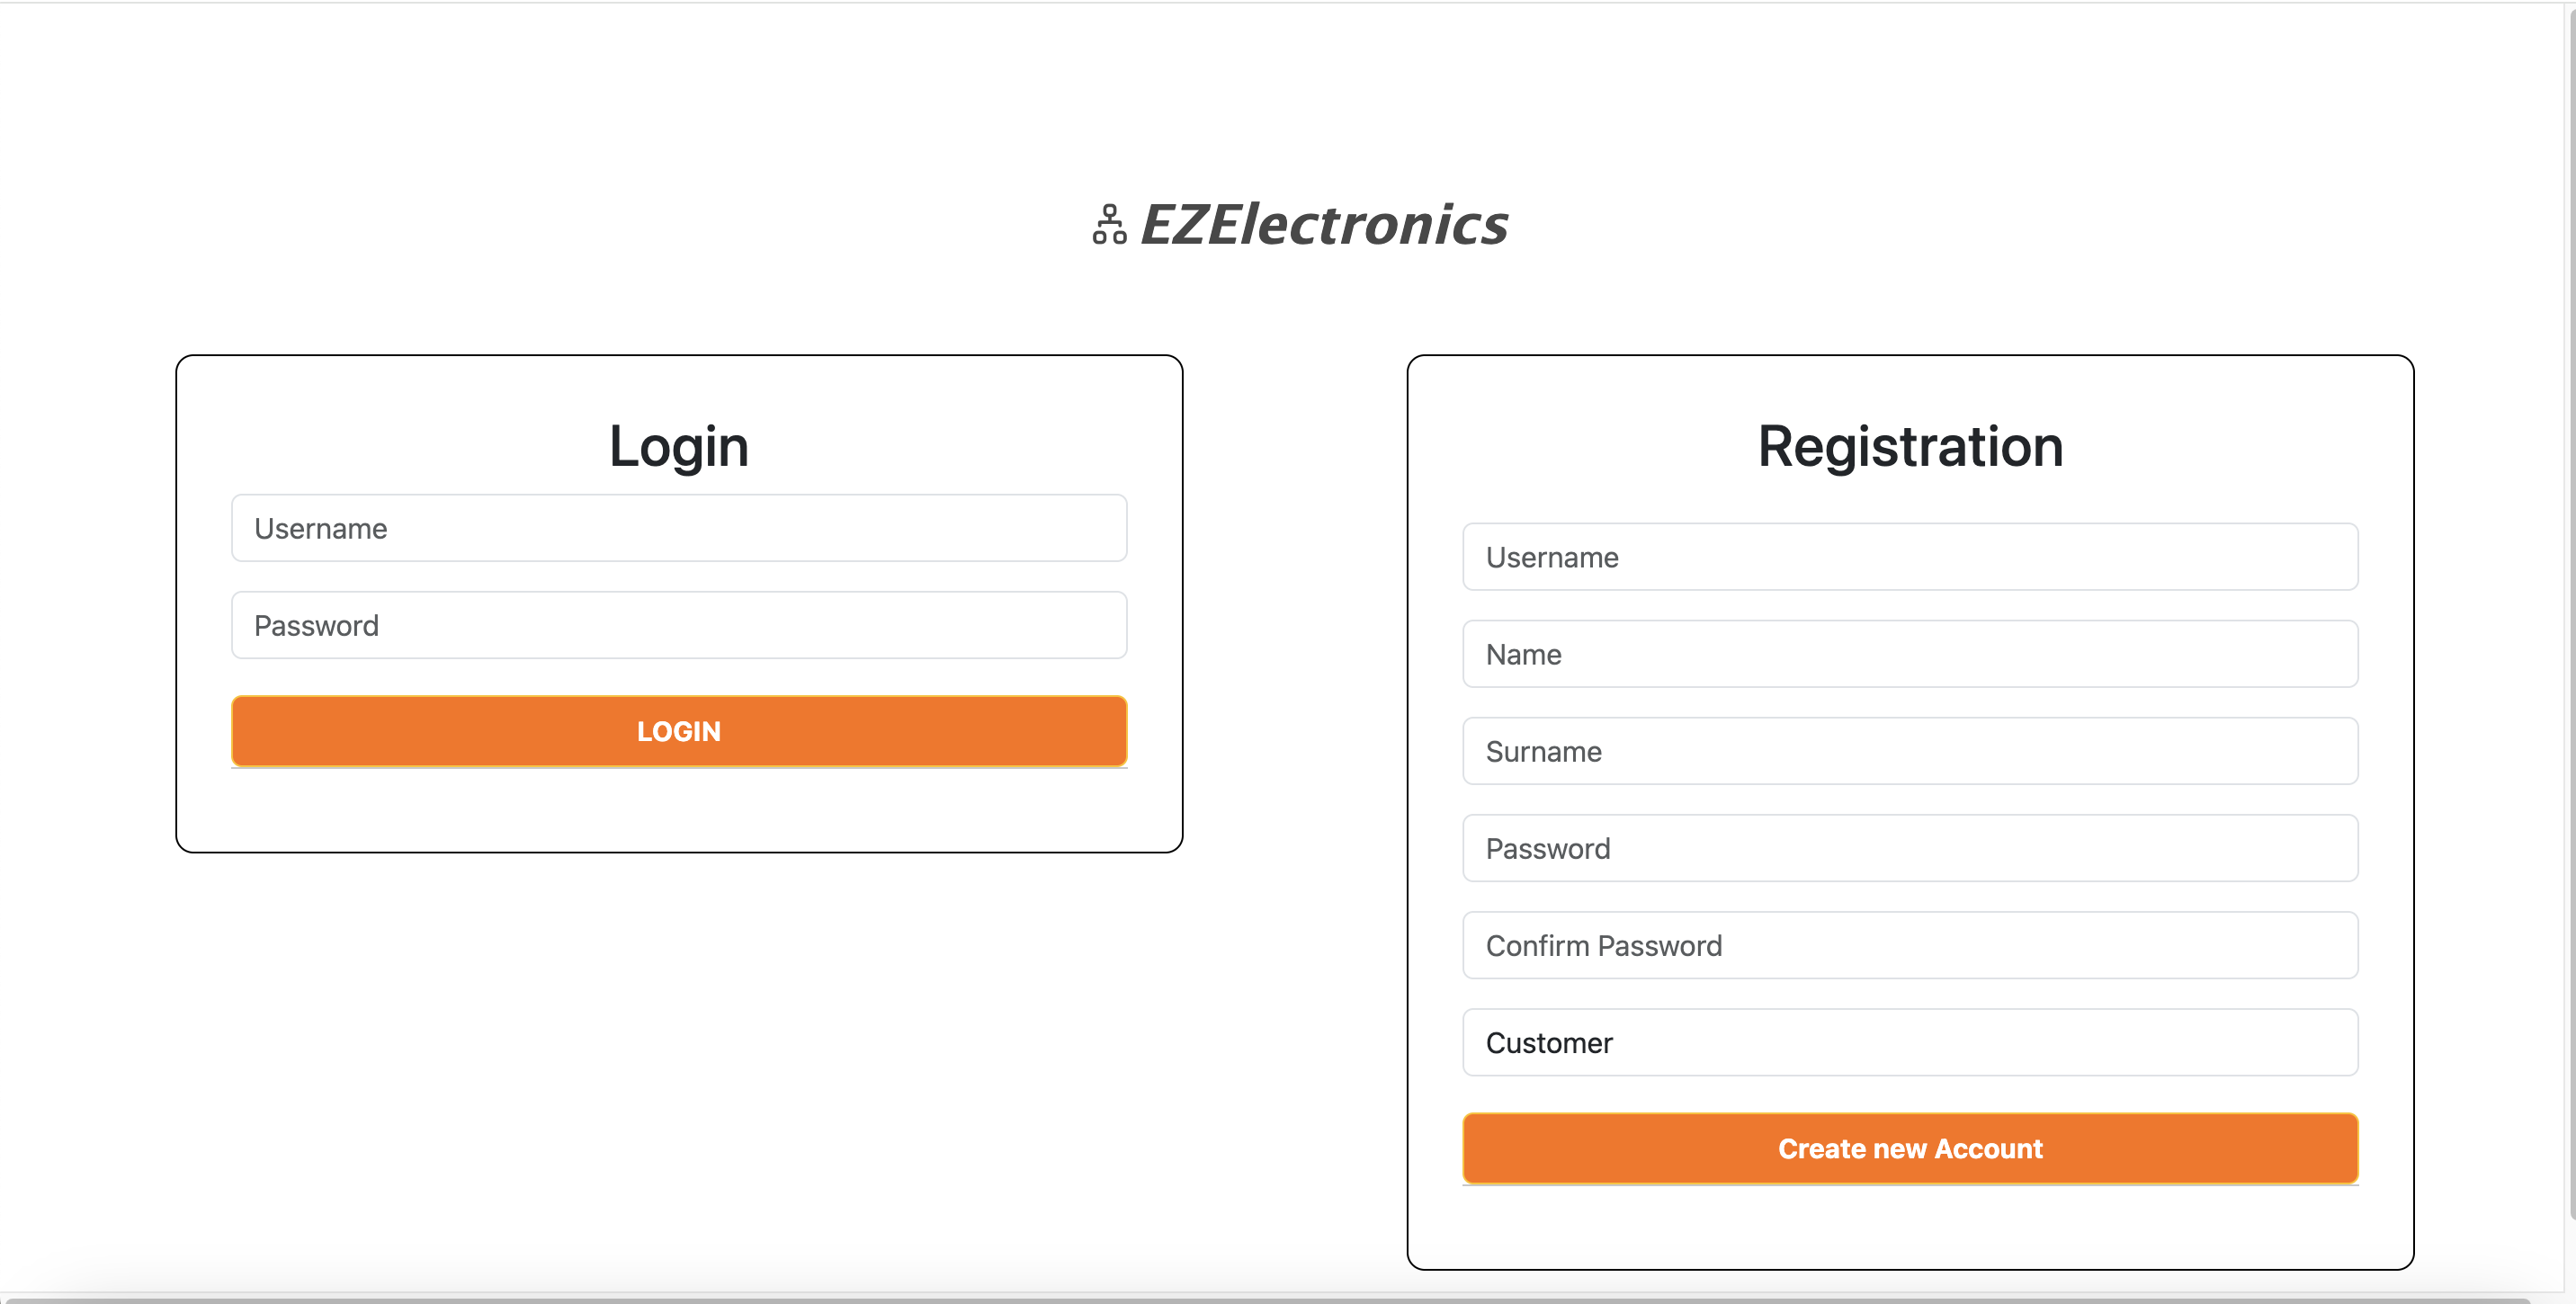 EZElectronics
Login
Username
Password
LOGIN
Registration
Username
Name
Surname
Password
Confirm Password
Customer
Create new Account